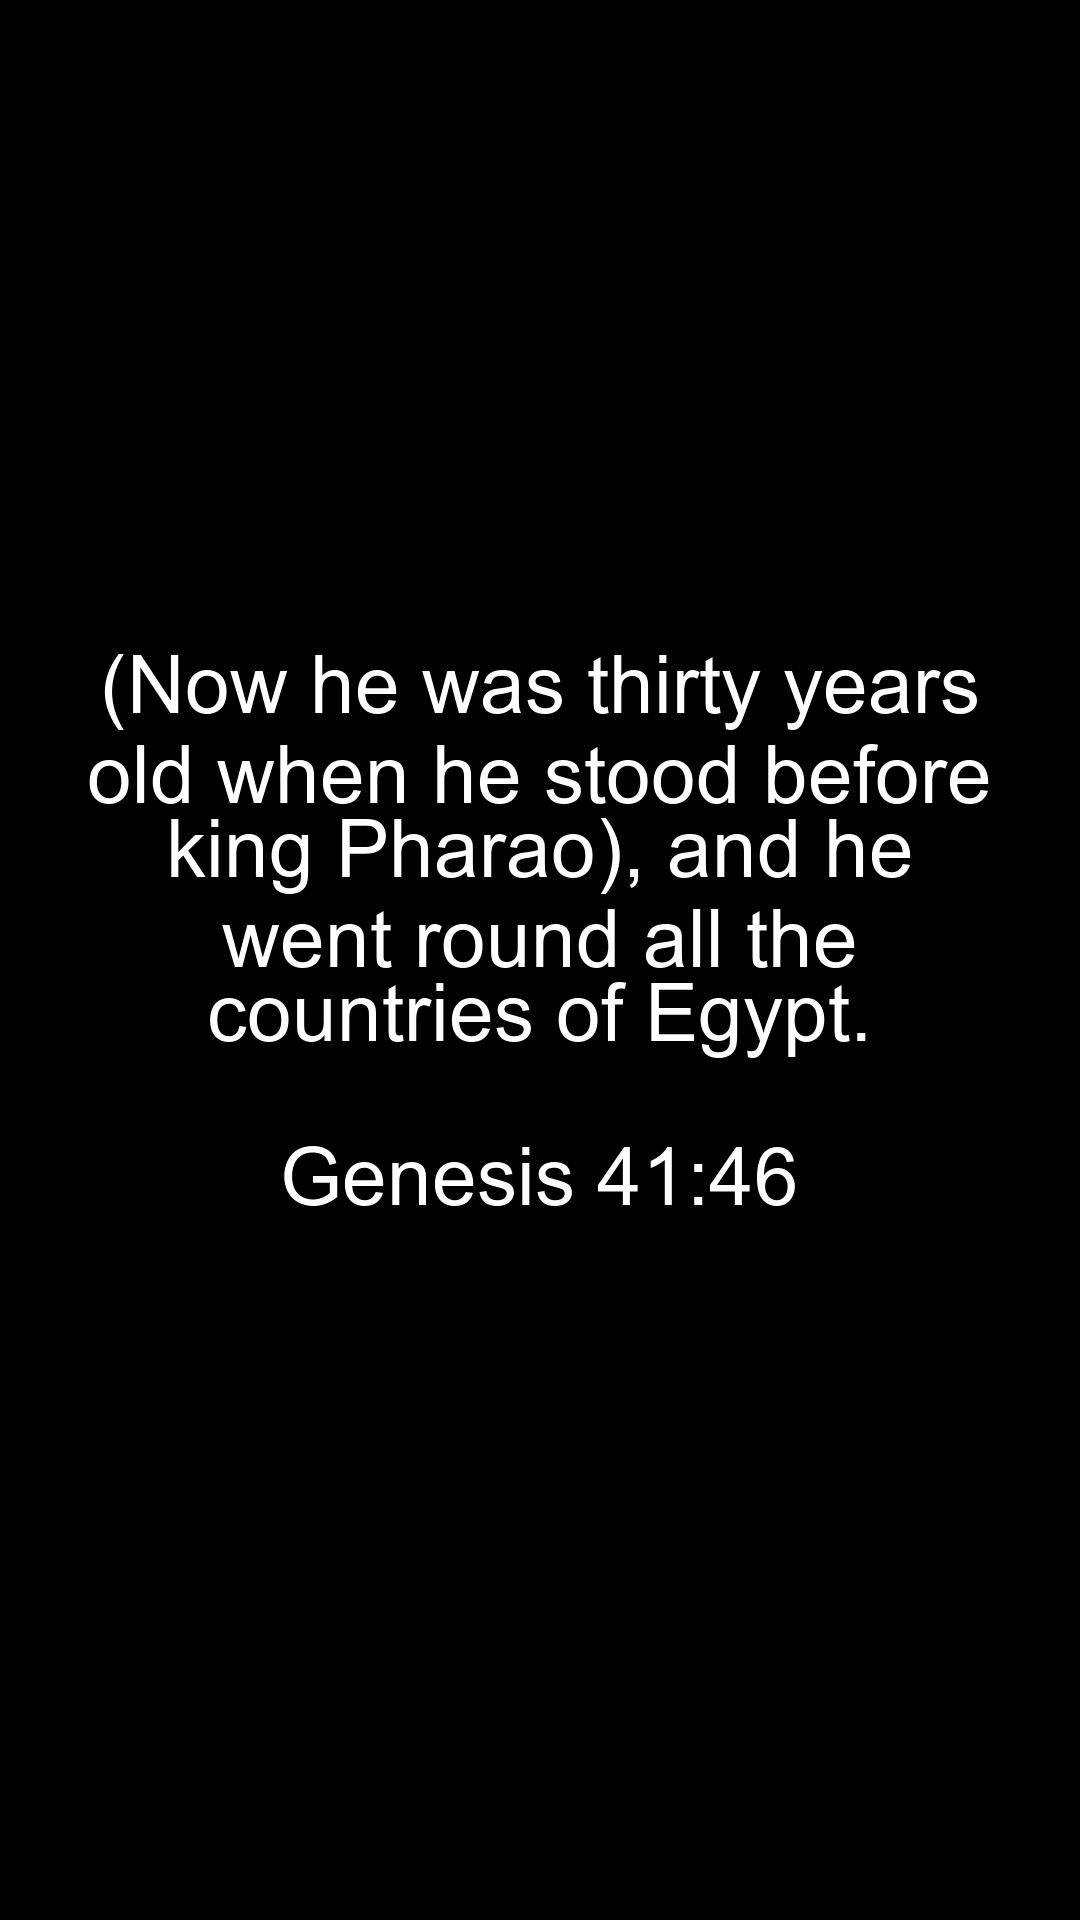 (Now he was thirty years
old when he stood before
king Pharao), and he
went round all the
countries of Egypt.
Genesis 41:46